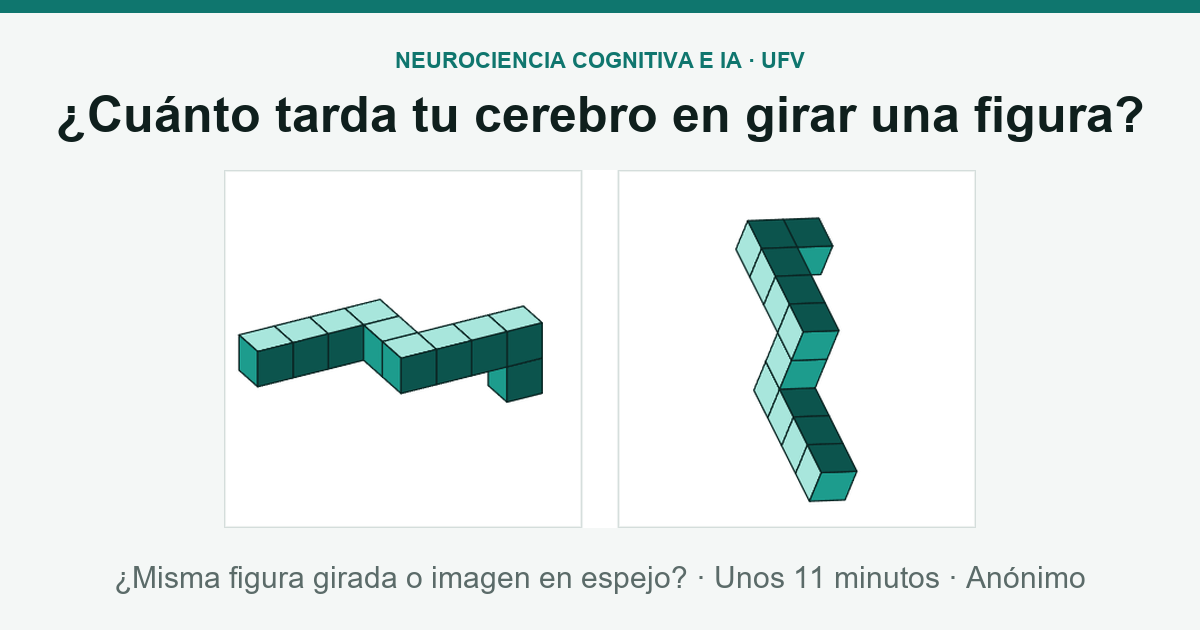 NEUROCIENCIA COGNITIVA E IA · UFV
¿Cuánto tarda tu cerebro en girar una figura?
¿Misma figura girada o imagen en espejo? · Unos 11 minutos · Anónimo